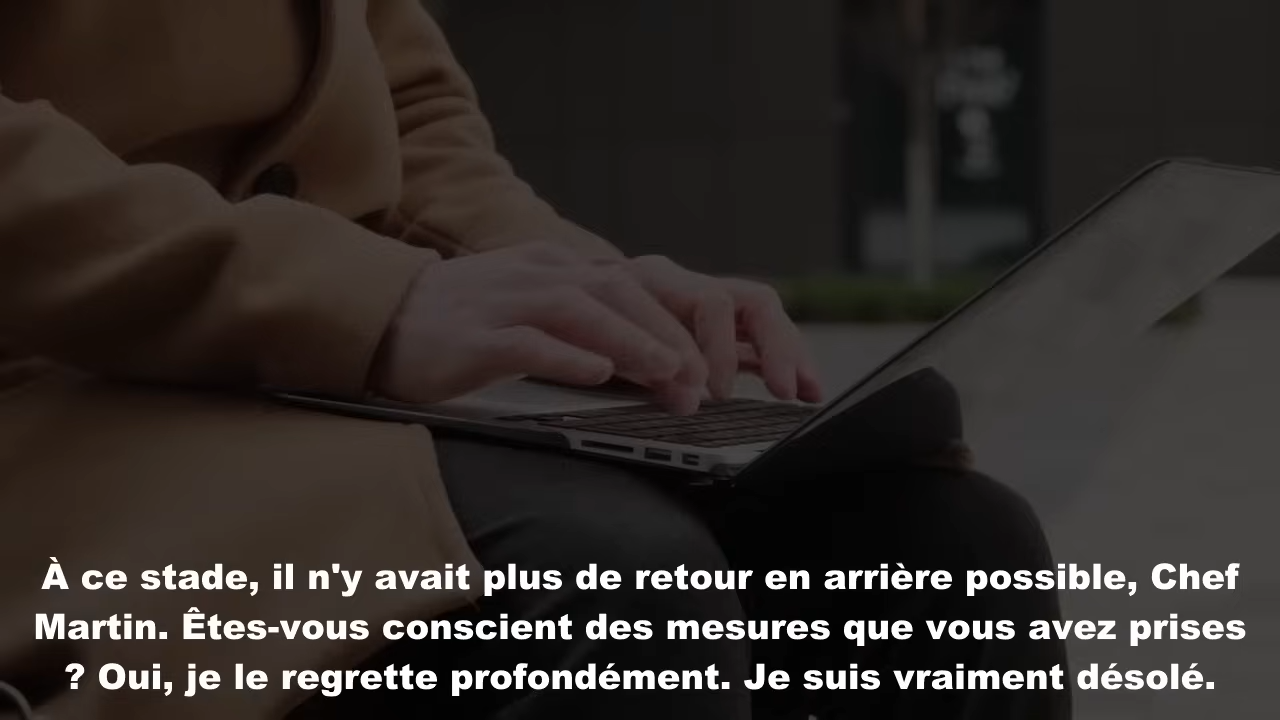 À ce stade, il n'y avait plus de retour en arrière possible, Chef
Martin. Êtes-vous conscient des mesures que vous avez prises
? Oui, je le regrette profondément. Je suis vraiment désolé.